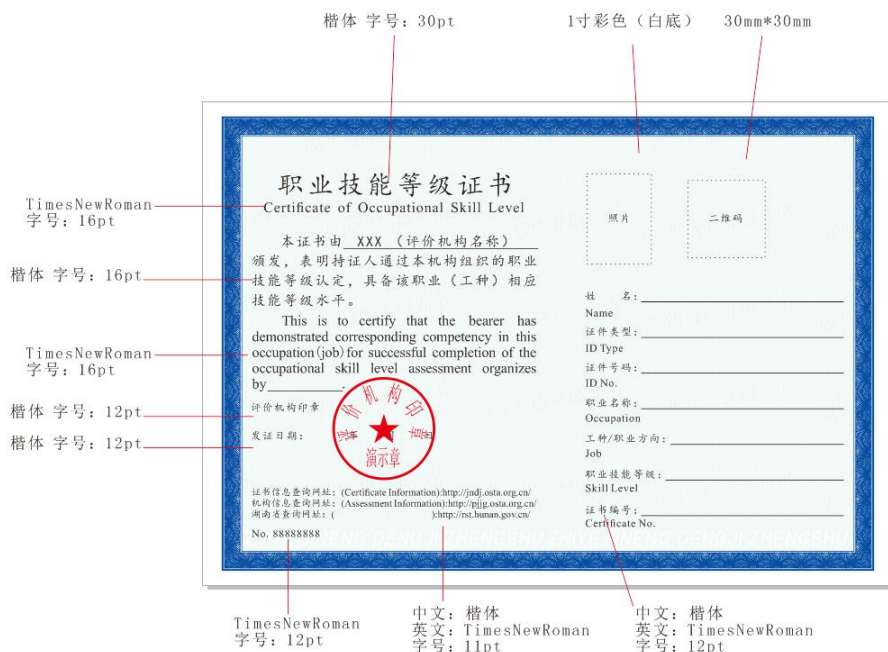 楷体 字号：30pt
1寸彩色（白底）
30mm*30mm
TimesNewRoman
字号：16pt
楷体 字号：16pt
TimesNewRoman
字号：16pt
楷体 字号：12pt
楷体 字号：12pt
职业技能等级证书
Certificate of Occupational Skill Level
本证书由 XXX （评价机构名称）
颁发，表明持证人通过本机构组织的职业
技能等级认定，具备该职业（工种）相应
技能等级水平。
This is to certify that the bearer has
demonstrated corresponding competency in this
occupation(job)for successful completion of the
occupational skill level assessment organizes
by_________.
评价机构印章
发证日期：
评价机构印章
演示章
证书信息查询网址：(Certificate Information):http://jndj.osta.org.cn/
机构信息查询网址：(Assessment Information):http://pjjg.osta.org.cn/
湖南省查询网址：( ):http://rst.hunan.gov.cn/
No. 88888888
照片
二维码
姓 名：
Name
证件类型：
ID Type
证件号码：
ID No.
职业名称：
Occupation
工种/职业方向：
Job
职业技能等级：
Skill Level
证书编号：
Certificate No.
TimesNewRoman
字号：12pt
中文：楷体
英文：TimesNewRoman
字号：11pt
中文：楷体
英文：TimesNewRoman
字号：12pt